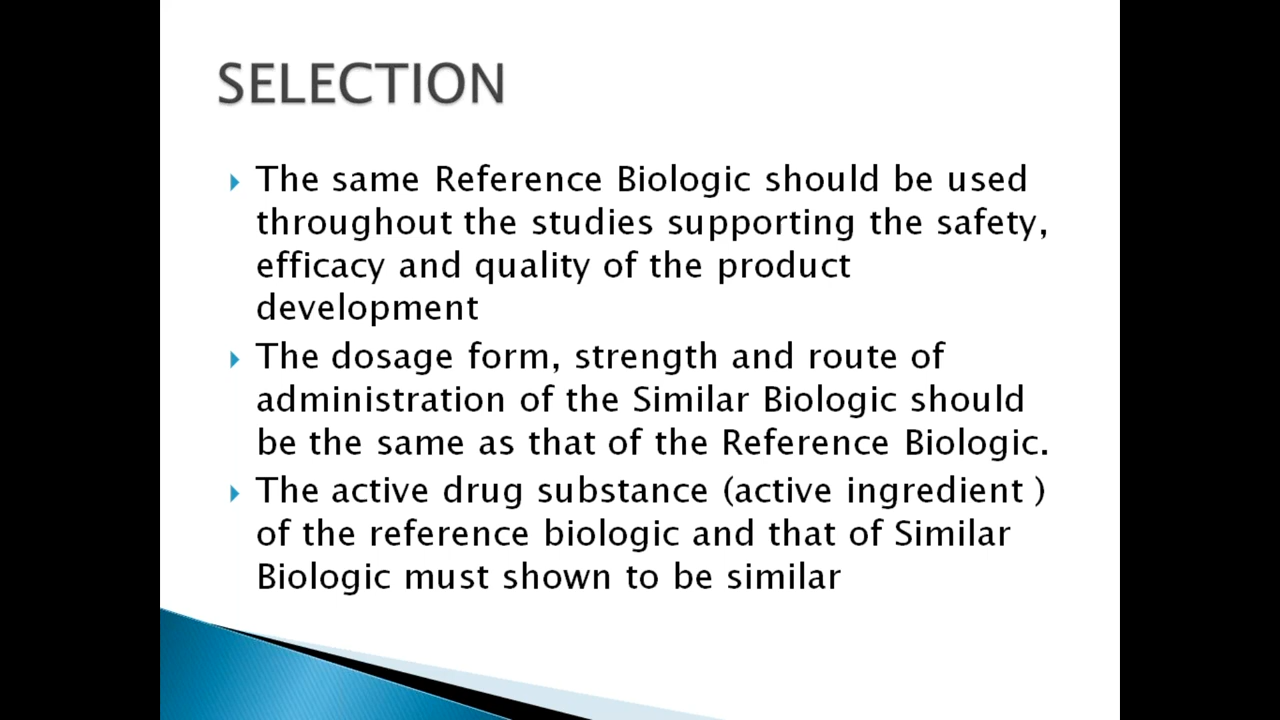 SELECTION
The same Reference Biologic should be used
throughout the studies supporting the safety,
efficacy and quality of the product
development
The dosage form, strength and route of
administration of the Similar Biologic should
be the same as that of the Reference Biologic.
The active drug substance (active ingredient )
of the reference biologic and that of Similar
Biologic must shown to be similar